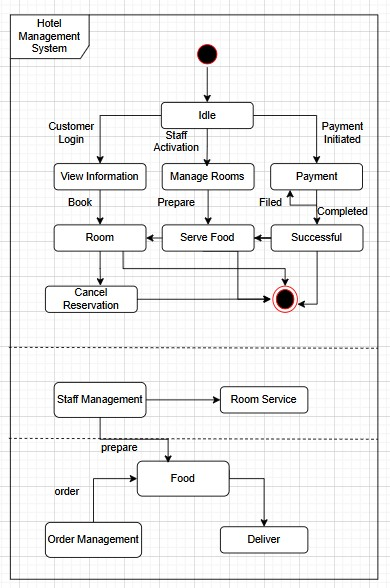 Hotel
Management
System
Idle
Customer
Login
Staff
Activation
Payment
Initiated
View Information
Manage Rooms
Payment
Book
Prepare
Filed
Completed
Room
Serve Food
Successful
Cancel
Reservation
Staff Management
Room Service
prepare
Food
order
Order Management
Deliver